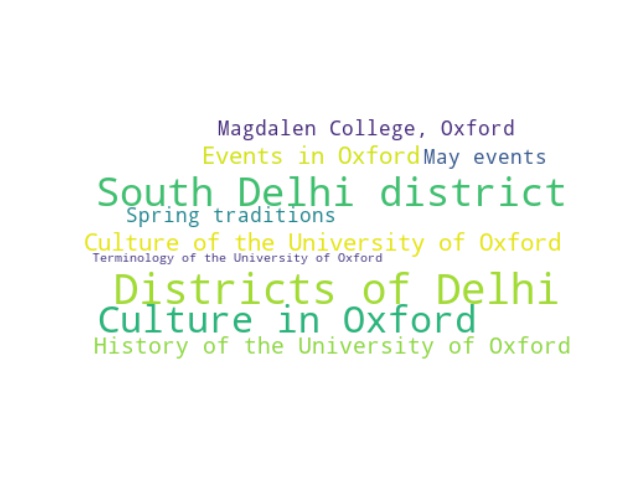 Magdalen College, Oxford
Events in Oxford May events
South Delhi district
Spring traditions
Culture of the University of Oxford
Terminology of the University of Oxford
Districts of Delhi
Culture in Oxford
History of the University of Oxford